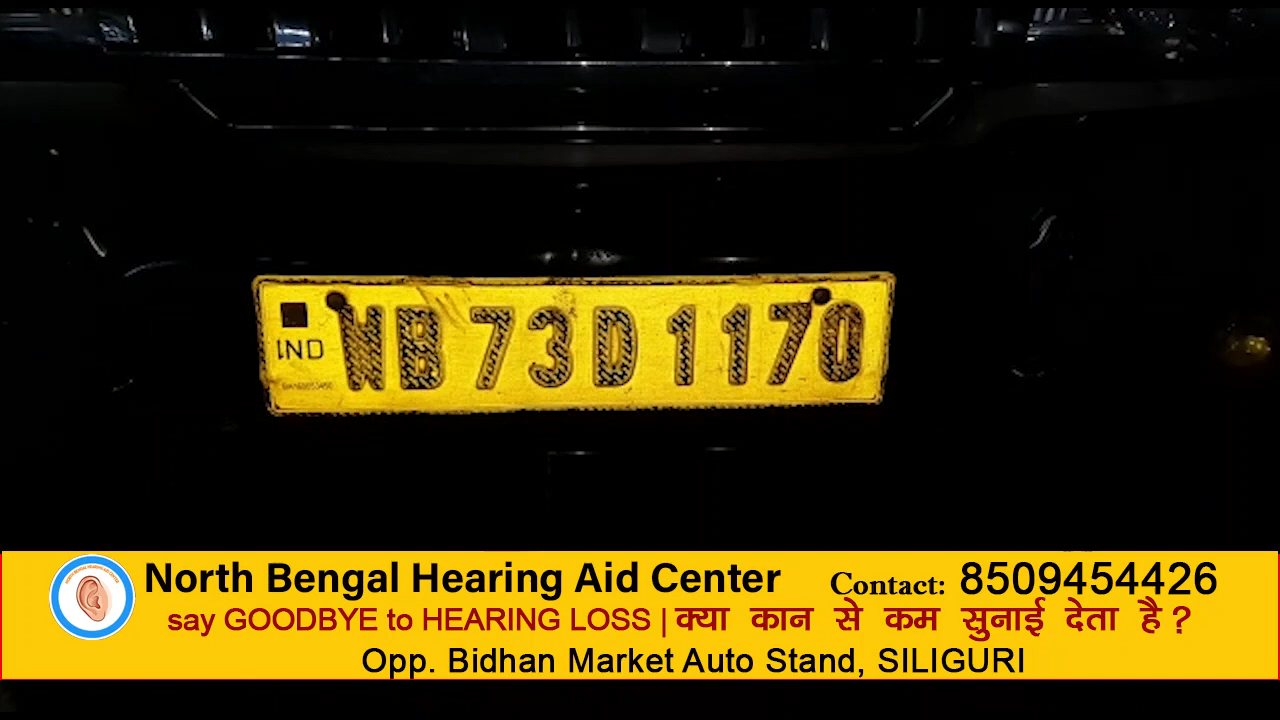 WB 73D 1170
IND
North Bengal Hearing Aid Center Contact: 8509454426
say GOODBYE to HEARING LOSS | क्या कान से कम सुनाई देता है ?
Opp. Bidhan Market Auto Stand, SILIGURI